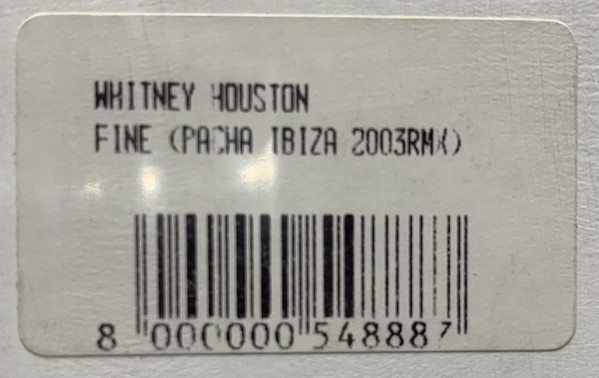 WHITNEY HOUSTON
FINE (PACHA IBIZA 2003RMX)
8 000000 548887